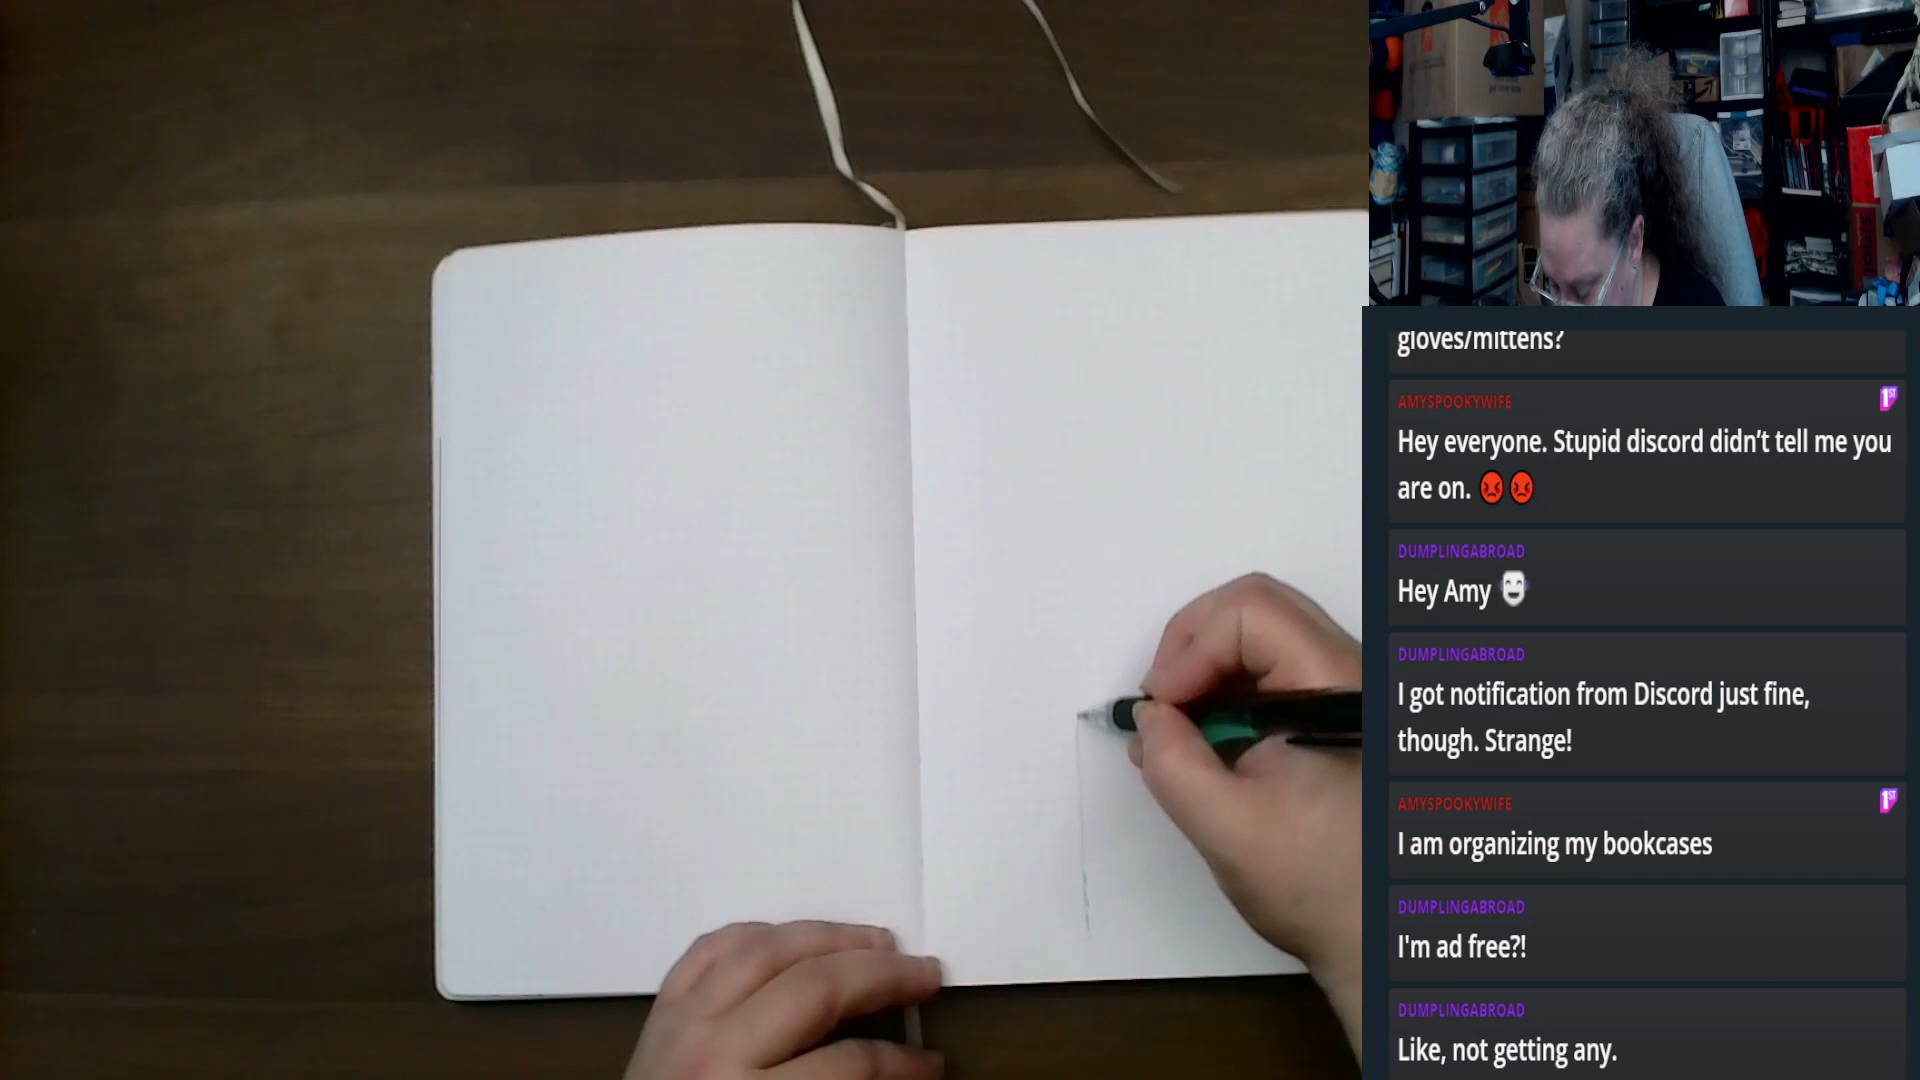 gloves/mittens?
AMYSPOOKYWIFE
1ST
Hey everyone. Stupid discord didn’t tell me you
are on.
DUMPLINGABROAD
Hey Amy
DUMPLINGABROAD
I got notification from Discord just fine,
though. Strange!
AMYSPOOKYWIFE
1ST
I am organizing my bookcases
DUMPLINGABROAD
I'm ad free?!
DUMPLINGABROAD
Like, not getting any.